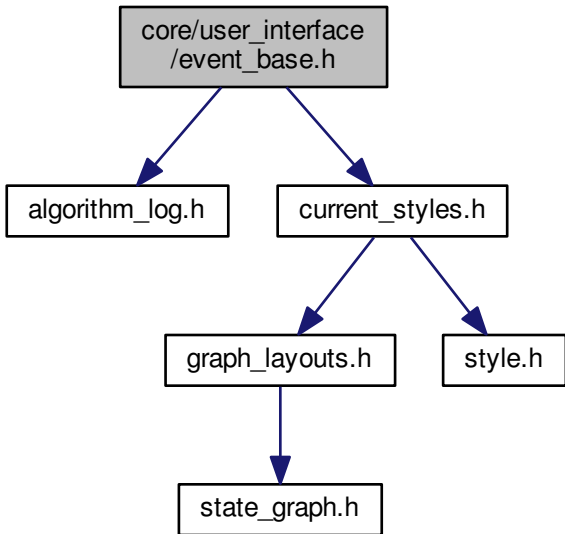 core/user_interface
/event_base.h
algorithm_log.h
current_styles.h
graph_layouts.h
style.h
state_graph.h